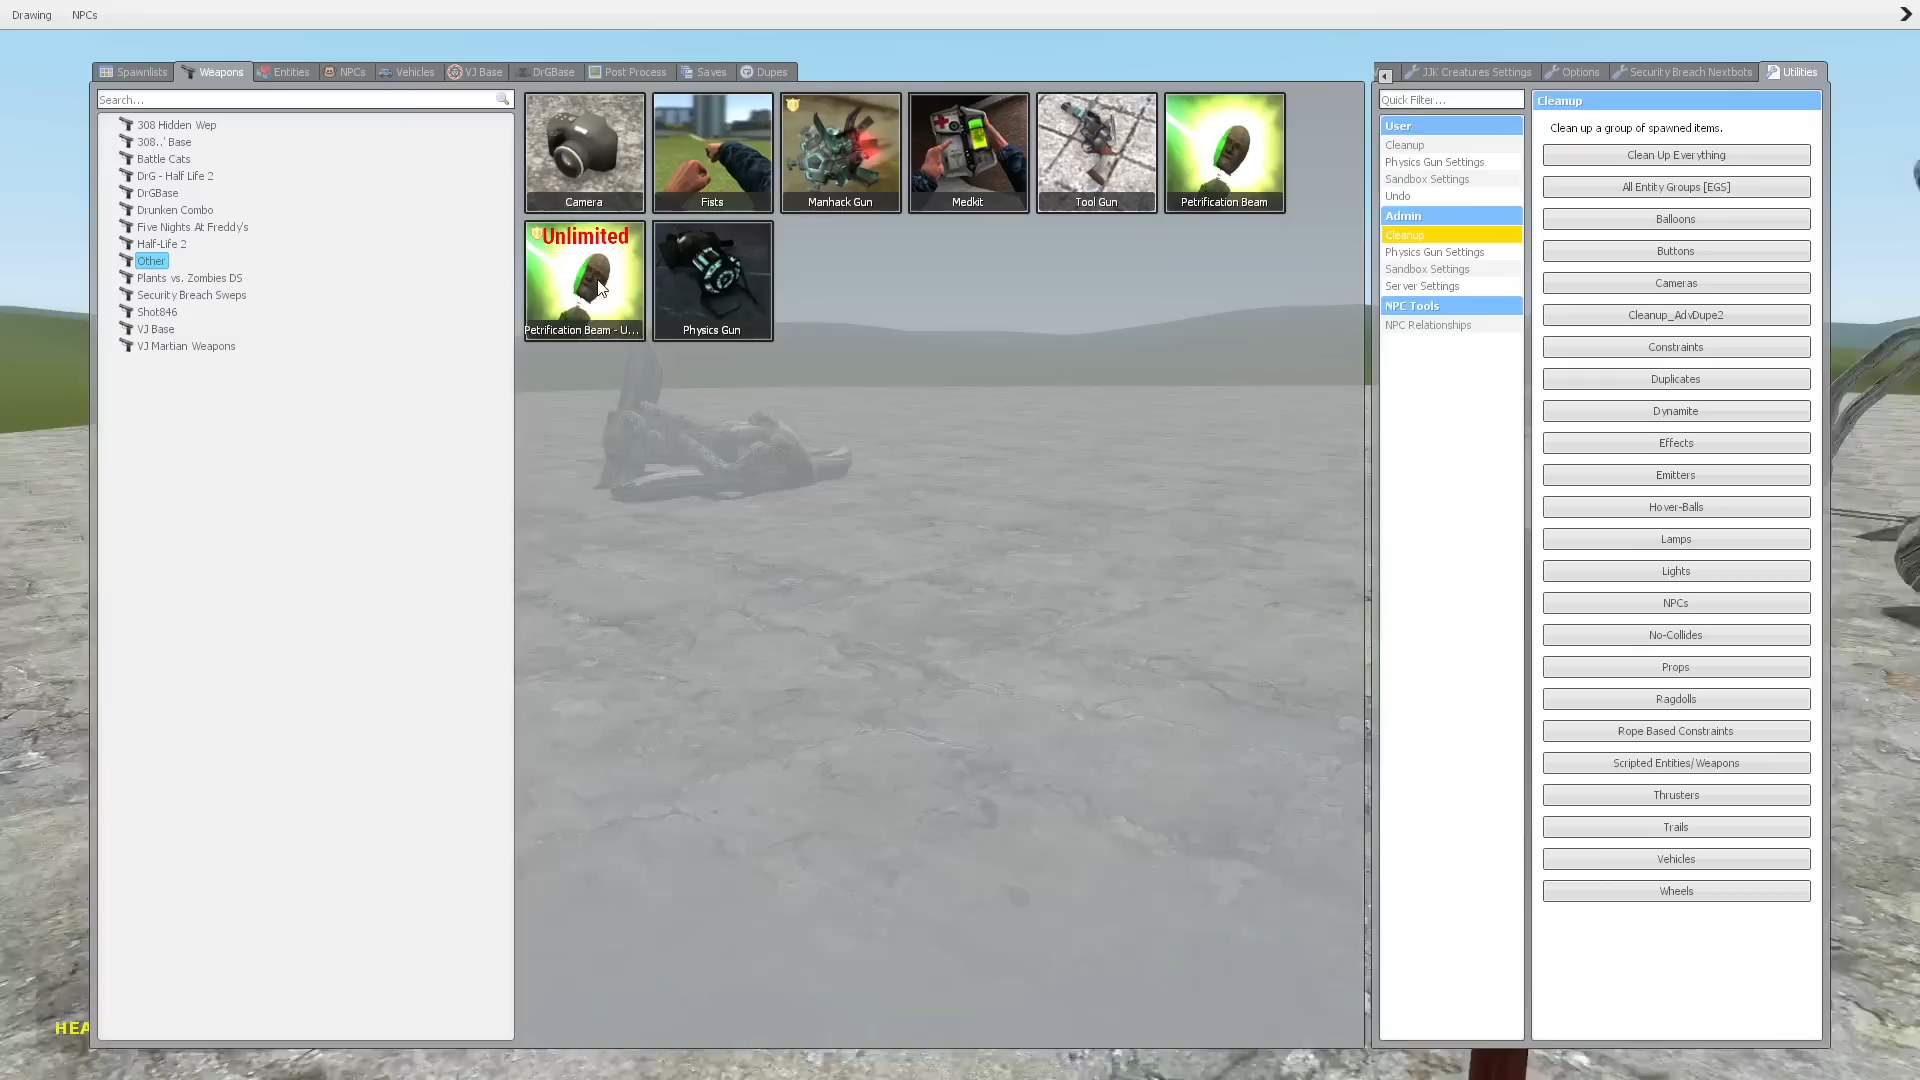 Drawing NPCs
Spawnlists Weapons Entities NPCs Vehicles VJ Base DrGBase Post Process Saves Dupes
JJK Creatures Settings Options Security Breach Nextbots Utilities
Search...
308 Hidden Wep
308..' Base
Battle Cats
DrG - Half Life 2
DrGBase
Drunken Combo
Five Nights At Freddy's
Half-Life 2
Other
Plants vs. Zombies DS
Security Breach Sweps
Shot846
VJ Base
VJ Martian Weapons
Camera
Fists
Manhack Gun
Medkit
Tool Gun
Petrification Beam
Unlimited
Petrification Beam - U...
Physics Gun
Quick Filter...
User
Cleanup
Physics Gun Settings
Sandbox Settings
Undo
Admin
Cleanup
Physics Gun Settings
Sandbox Settings
Server Settings
NPC Tools
NPC Relationships
Cleanup
Clean up a group of spawned items.
Clean Up Everything
All Entity Groups [EGS]
Balloons
Buttons
Cameras
Cleanup_AdvDupe2
Constraints
Duplicates
Dynamite
Effects
Emitters
Hover-Balls
Lamps
Lights
NPCs
No-Collides
Props
Ragdolls
Rope Based Constraints
Scripted Entities/Weapons
Thrusters
Trails
Vehicles
Wheels
HEA